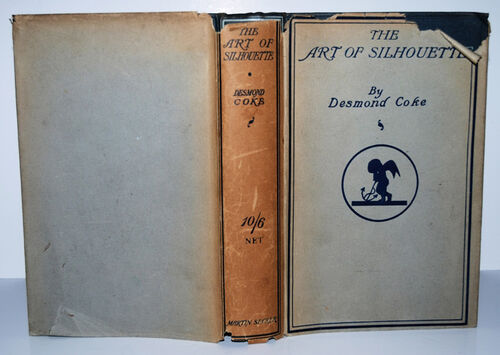 THE
ART OF
SILHOUETTE
DESMOND
COKE
10/6
NET
MARTIN SECKER
THE
ART OF SILHOUETTE
By
Desmond Coke